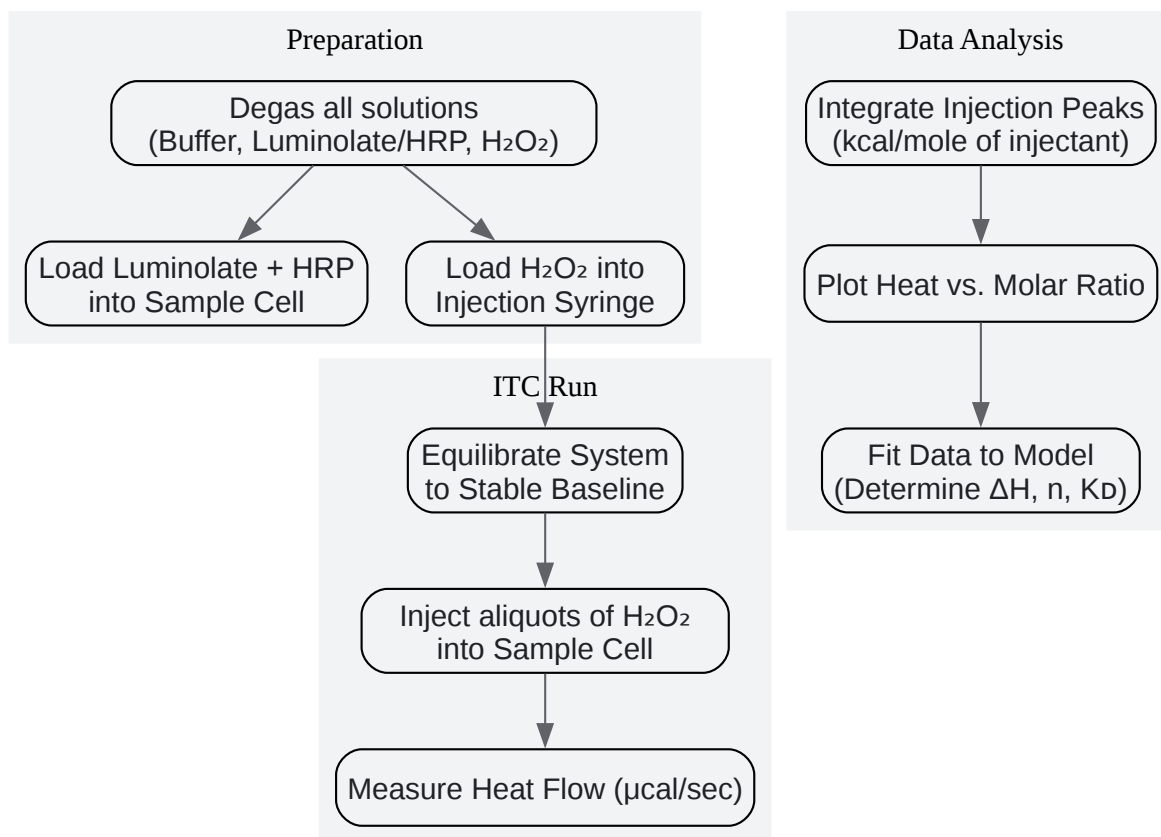 Preparation
Degas all solutions
(Buffer, Luminolate/HRP, H₂O₂)
Load Luminolate + HRP
into Sample Cell
Load H₂O₂ into
Injection Syringe
ITC Run
Equilibrate System
to Stable Baseline
Inject aliquots of H₂O₂
into Sample Cell
Measure Heat Flow (μcal/sec)
Data Analysis
Integrate Injection Peaks
(kcal/mole of injectant)
Plot Heat vs. Molar Ratio
Fit Data to Model
(Determine ΔH, n, Kᴅ)